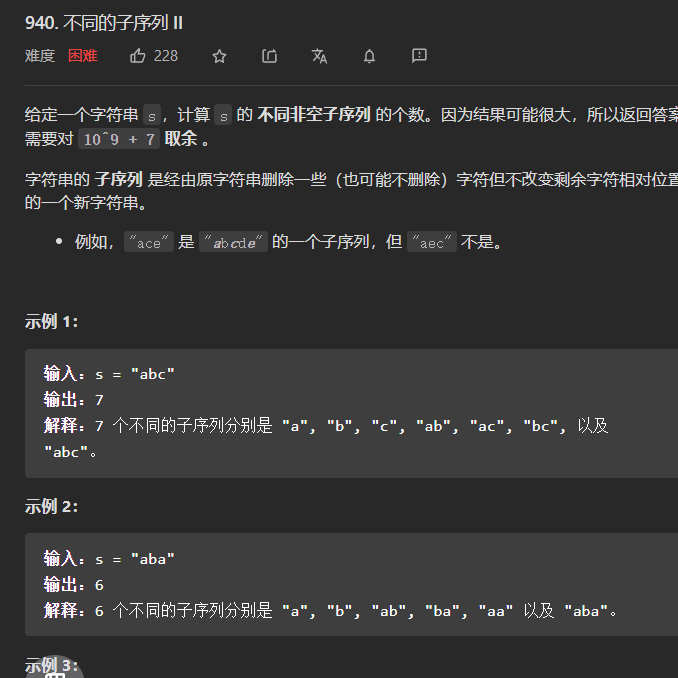 940. 不同的子序列 II
难度 困难 228
给定一个字符串 s，计算 s 的 不同非空子序列 的个数。因为结果可能很大，所以返回答案
需要对 10^9 + 7 取余 。
字符串的 子序列 是经由原字符串删除一些（也可能不删除）字符但不改变剩余字符相对位置
的一个新字符串。
例如，"ace" 是 "abcde" 的一个子序列，但 "aec" 不是。
示例 1：
输入：s = "abc"
输出：7
解释：7 个不同的子序列分别是 "a", "b", "c", "ab", "ac", "bc", 以及
"abc"。
示例 2：
输入：s = "aba"
输出：6
解释：6 个不同的子序列分别是 "a", "b", "ab", "ba", "aa" 以及 "aba"。
示例 3：